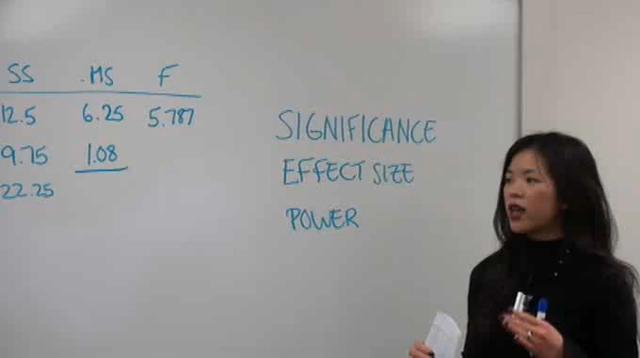 SS MS F
12.5 6.25 5.787
9.75 1.08
22.25
SIGNIFICANCE
EFFECT SIZE
POWER